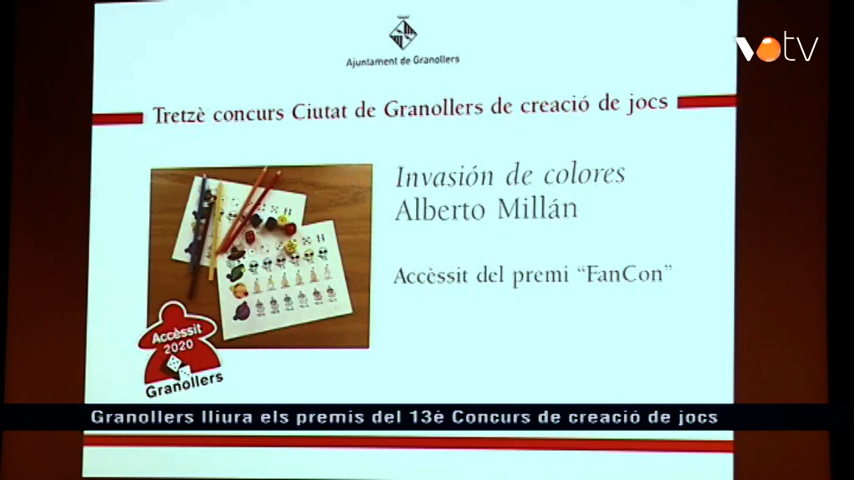 Ajuntament de Granollers
votv
Tretzè concurs Ciutat de Granollers de creació de jocs
Invasión de colores
Alberto Millán
Accèssit del premi “FanCon”
Accèssit
2020
Granollers
Granollers lliura els premis del 13è Concurs de creació de jocs